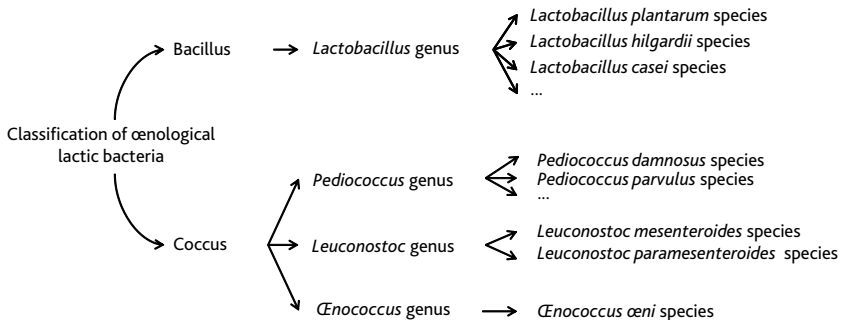 Lactobacillus plantarum species
Bacillus
Lactobacillus genus
Lactobacillus hilgardii species
Lactobacillus casei species
...
Classification of œnological
lactic bacteria
Pediococcus damnosus species
Pediococcus genus
Pediococcus parvulus species
...
Leuconostoc mesenteroides species
Coccus
Leuconostoc genus
Leuconostoc paramesenteroides species
Œnococcus genus
Œnococcus œni species